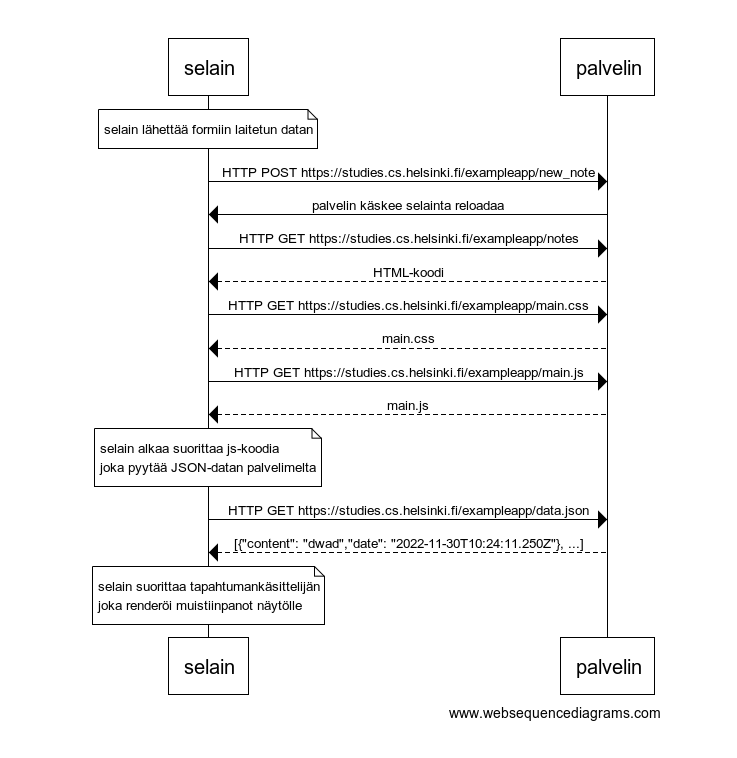 selain
palvelin
selain lähettää formiin laitetun datan
HTTP POST https://studies.cs.helsinki.fi/exampleapp/new_note
palvelin käskee selainta reloadaa
HTTP GET https://studies.cs.helsinki.fi/exampleapp/notes
HTML-koodi
HTTP GET https://studies.cs.helsinki.fi/exampleapp/main.css
main.css
HTTP GET https://studies.cs.helsinki.fi/exampleapp/main.js
main.js
selain alkaa suorittaa js-koodia
joka pyytää JSON-datan palvelimelta
HTTP GET https://studies.cs.helsinki.fi/exampleapp/data.json
[{"content": "dwad","date": "2022-11-30T10:24:11.250Z"}, ...]
selain suorittaa tapahtumankäsittelijän
joka renderöi muistiinpanot näytölle
selain
palvelin
www.websequencediagrams.com